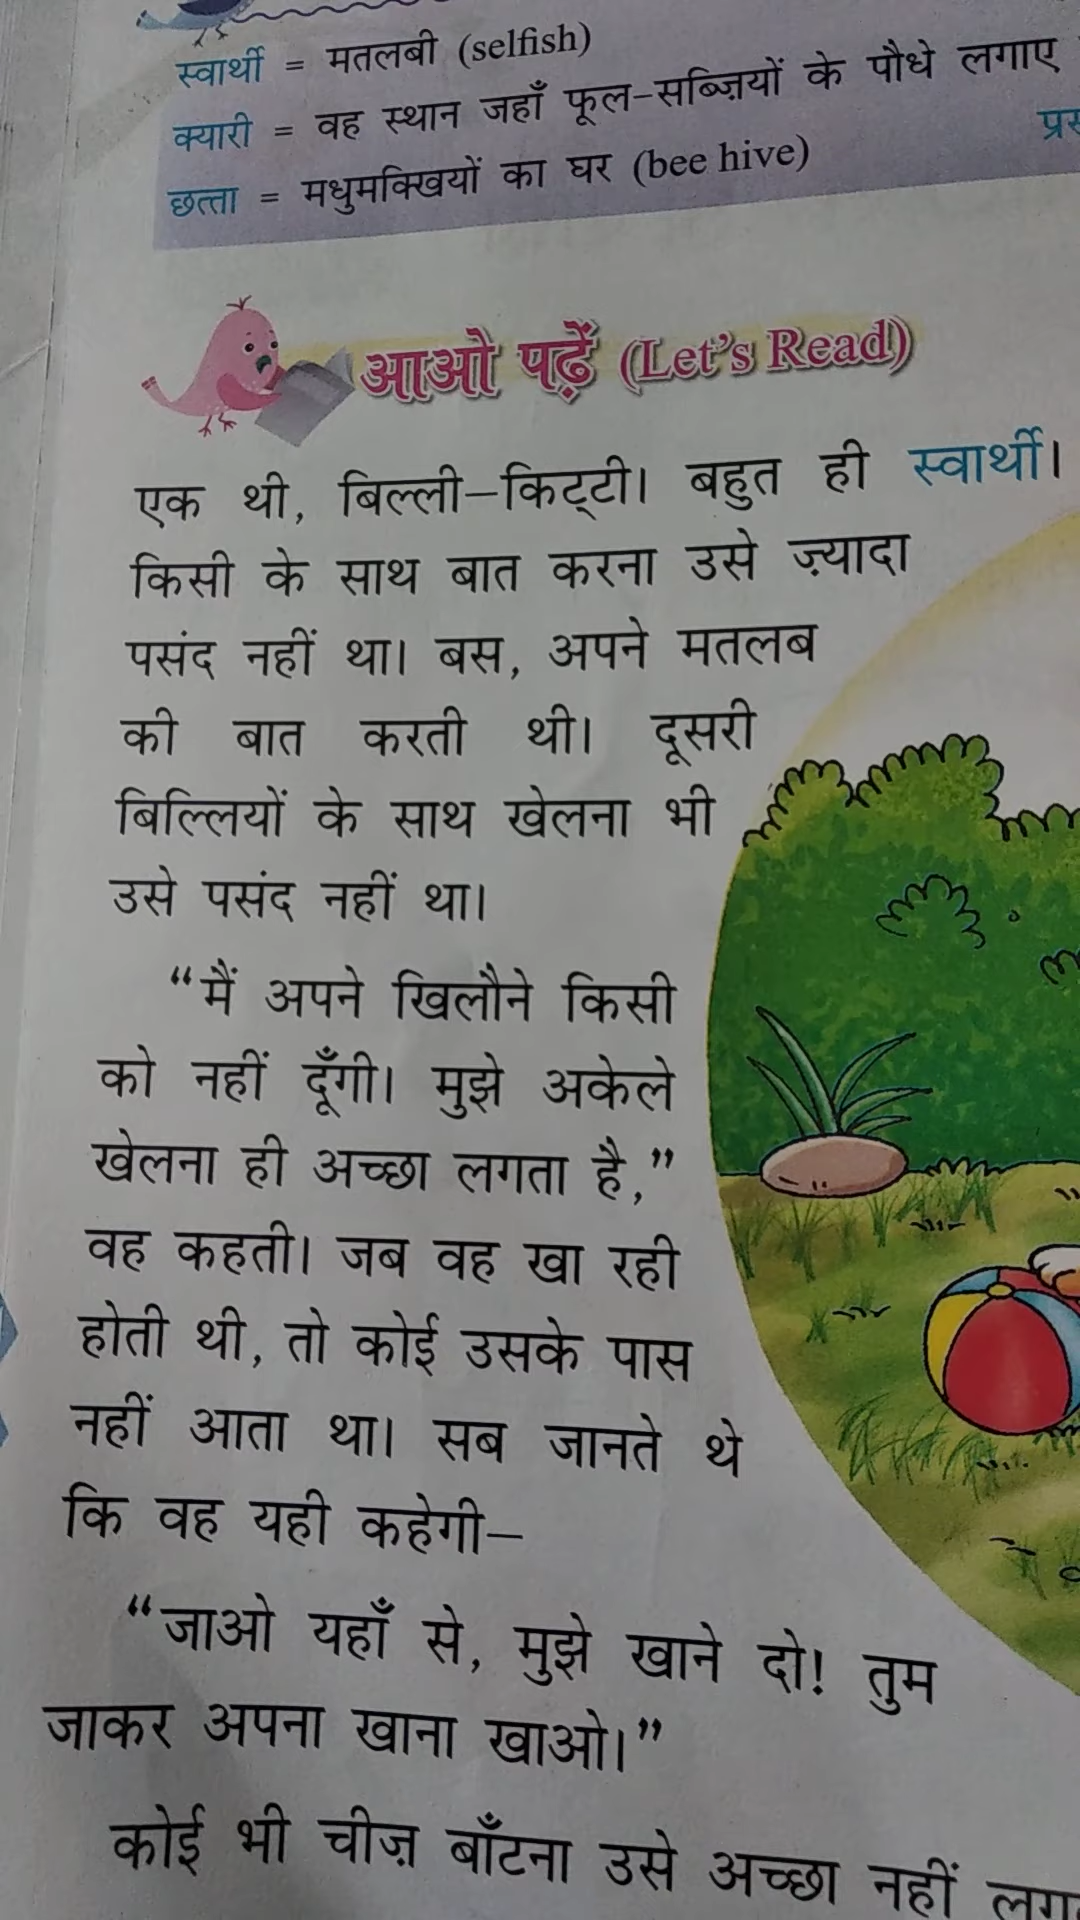 स्वार्थी = मतलबी (selfish)
क्यारी = वह स्थान जहाँ फूल-सब्ज़ियों के पौधे लगाए
छत्ता = मधुमक्खियों का घर (bee hive)
आओ पढ़ें (Let's Read)
एक थी, बिल्ली–किट्टी। बहुत ही स्वार्थी।
किसी के साथ बात करना उसे ज़्यादा
पसंद नहीं था। बस, अपने मतलब
की बात करती थी। दूसरी
बिल्लियों के साथ खेलना भी
उसे पसंद नहीं था।
“मैं अपने खिलौने किसी
को नहीं दूँगी। मुझे अकेले
खेलना ही अच्छा लगता है,”
वह कहती। जब वह खा रही
होती थी, तो कोई उसके पास
नहीं आता था। सब जानते थे
कि वह यही कहेगी–
“जाओ यहाँ से, मुझे खाने दो! तुम
जाकर अपना खाना खाओ।”
कोई भी चीज़ बाँटना उसे अच्छा नहीं